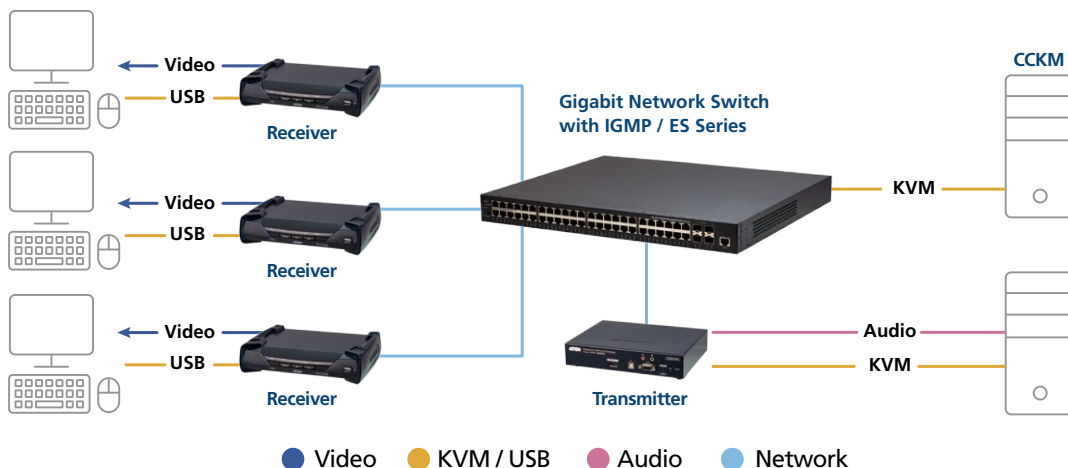 Video
USB
Receiver
Video
USB
Receiver
Video
USB
Receiver
Gigabit Network Switch
with IGMP / ES Series
CCKM
KVM
Audio
KVM
Transmitter
Video
KVM / USB
Audio
Network